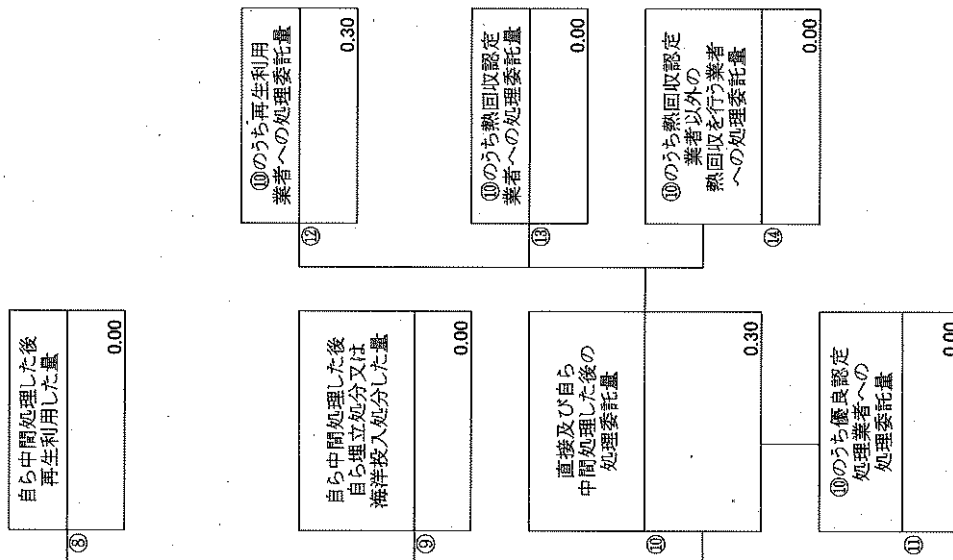 ⑧
自ら中間処理した後
再生利用した量
0.00
⑨
自ら中間処理した後
自ら埋立処分又は
海洋投入処分した量
0.00
⑩
直接及び自ら
中間処理した後の
処理委託量
0.30
⑪
⑩のうち優良認定
処理業者への
処理委託量
0.00
⑫
⑩のうち再生利用
業者への処理委託量
0.30
⑬
⑩のうち熱回収認定
業者への処理委託量
0.00
⑭
⑩のうち熱回収認定
業者以外の
熱回収を行う業者
への処理委託量
0.00